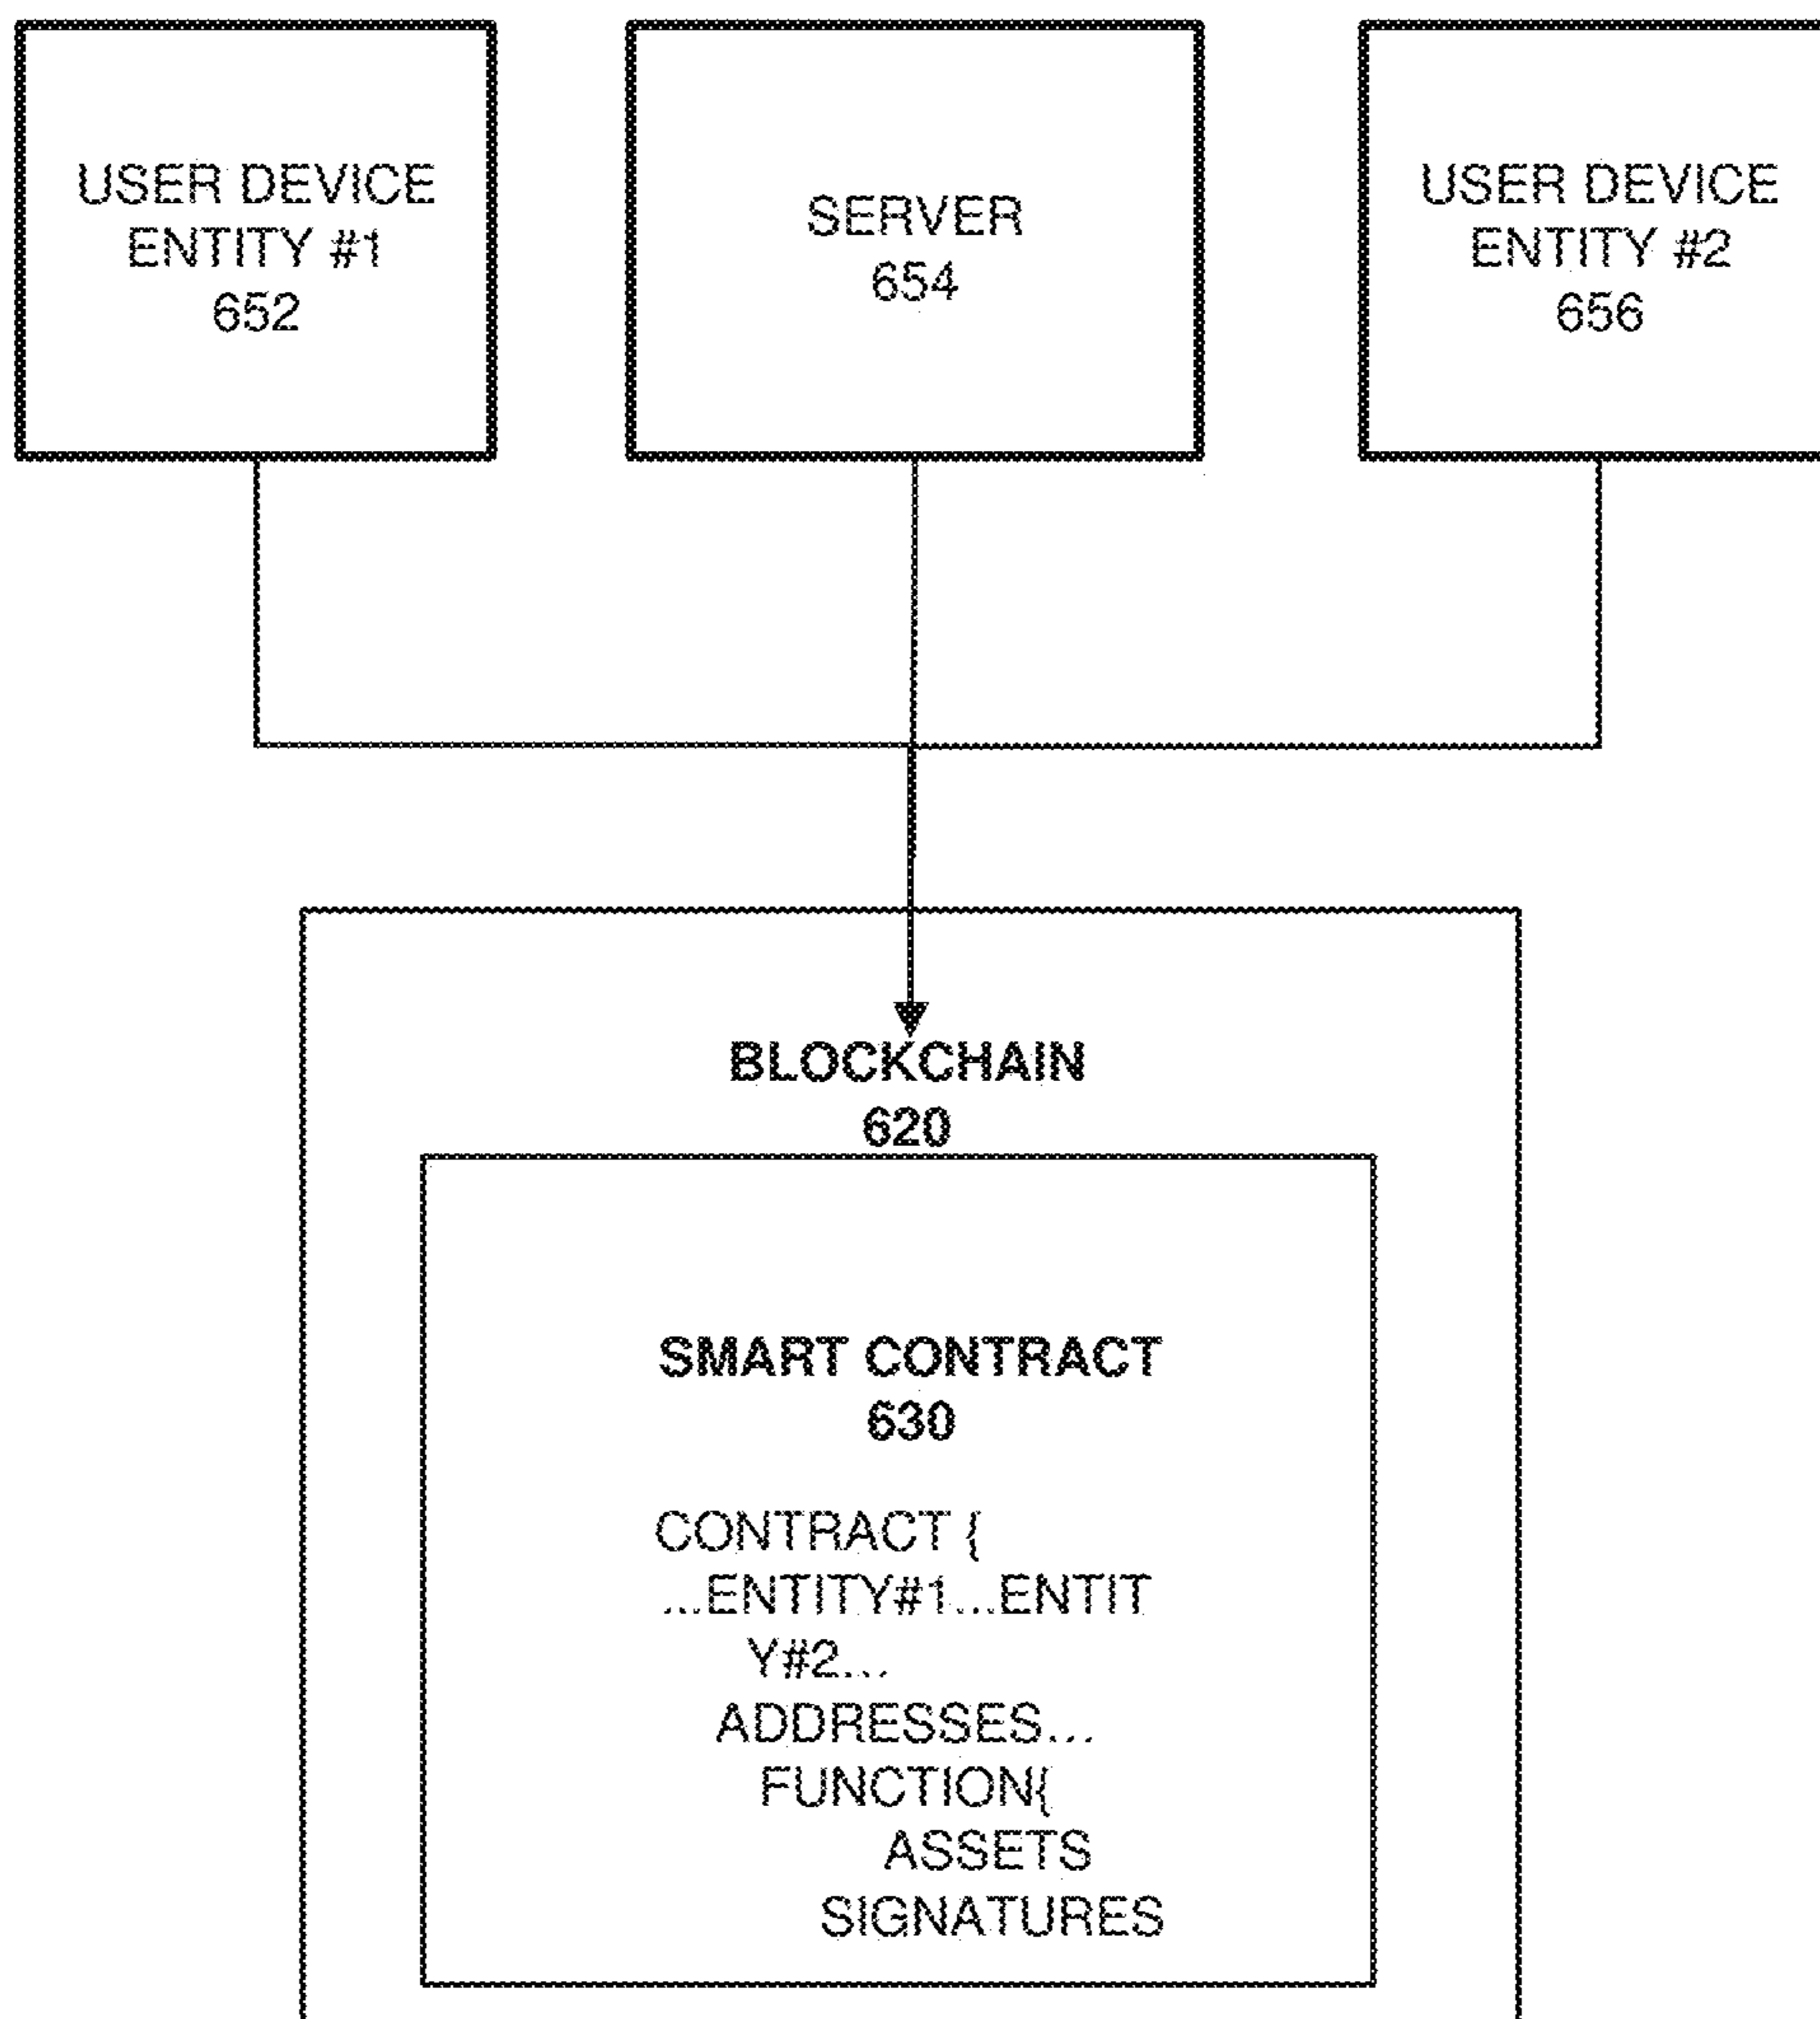 USER DEVICE
ENTITY #1
652
SERVER
654
USER DEVICE
ENTITY #2
656
BLOCKCHAIN
620
SMART CONTRACT
630
CONTRACT {
...ENTITY#1...ENTIT
Y#2...
ADDRESSES...
FUNCTION{
ASSETS
SIGNATURES